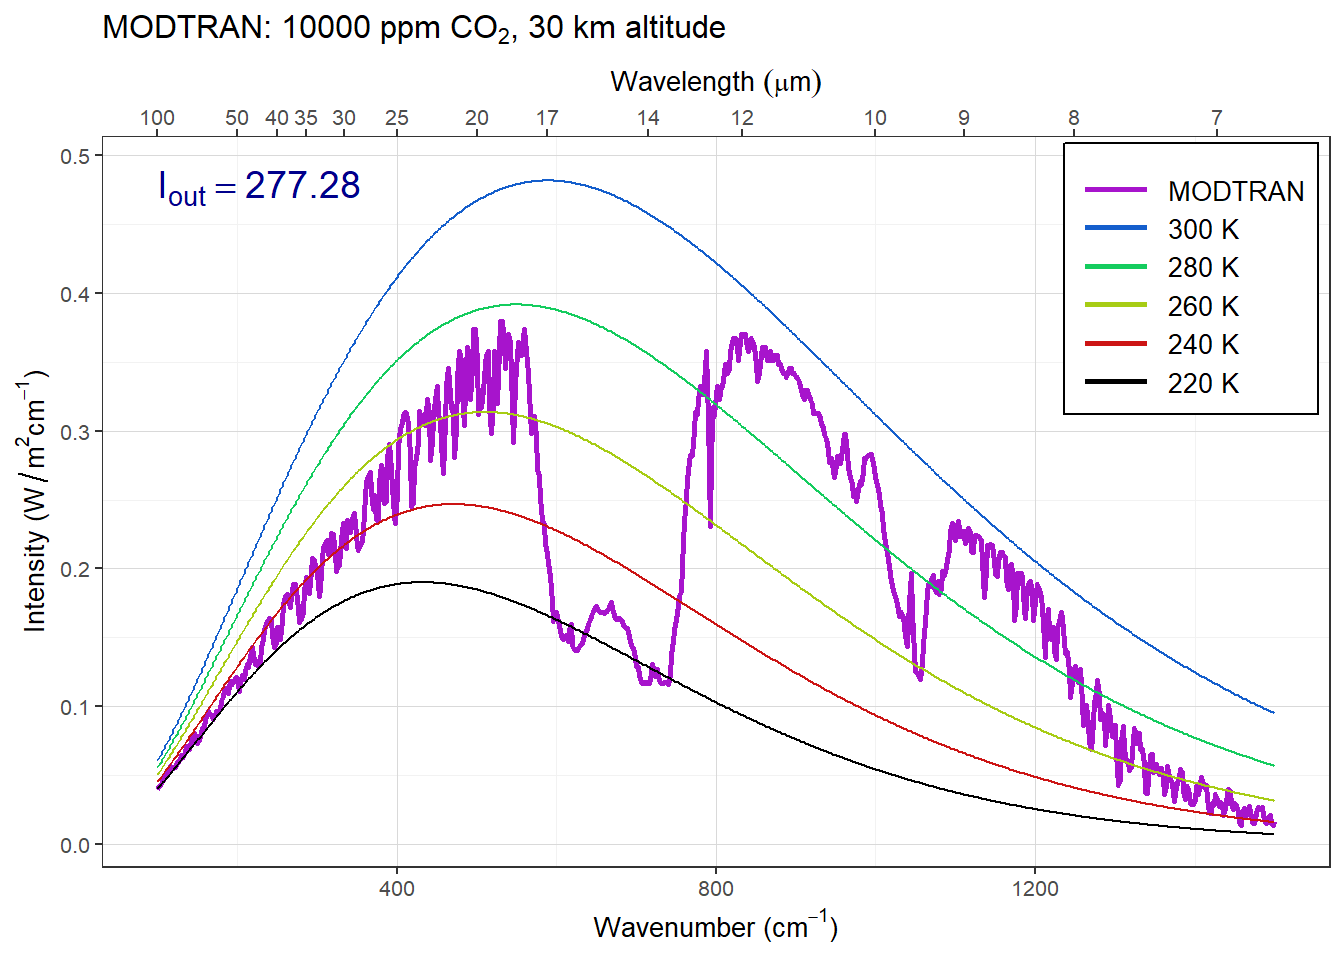 MODTRAN: 10000 ppm CO₂, 30 km altitude
Wavelength (μm)
100 50 40 35 30 25 20 17 14 12 10 9 8 7
I_out = 277.28
MODTRAN
300 K
280 K
260 K
240 K
220 K
Intensity (W / m² cm⁻¹)
0.5
0.4
0.3
0.2
0.1
0.0
400 800 1200
Wavenumber (cm⁻¹)